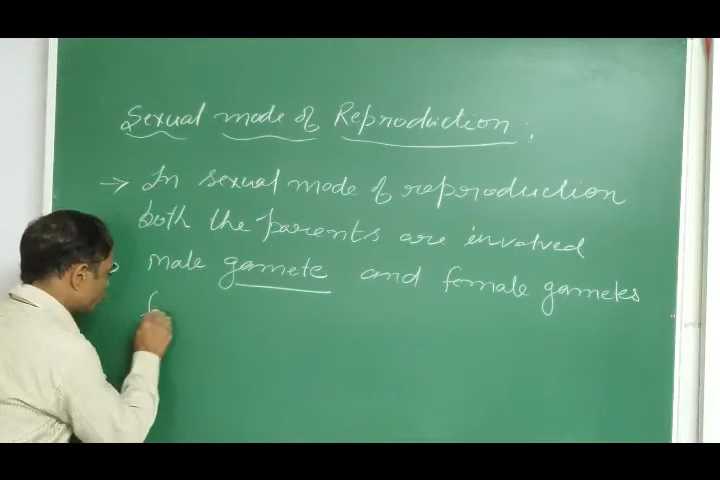 Sexual mode of Reproduction :
→ In sexual mode of reproduction
both the parents are involved
male gamete and female gametes
f